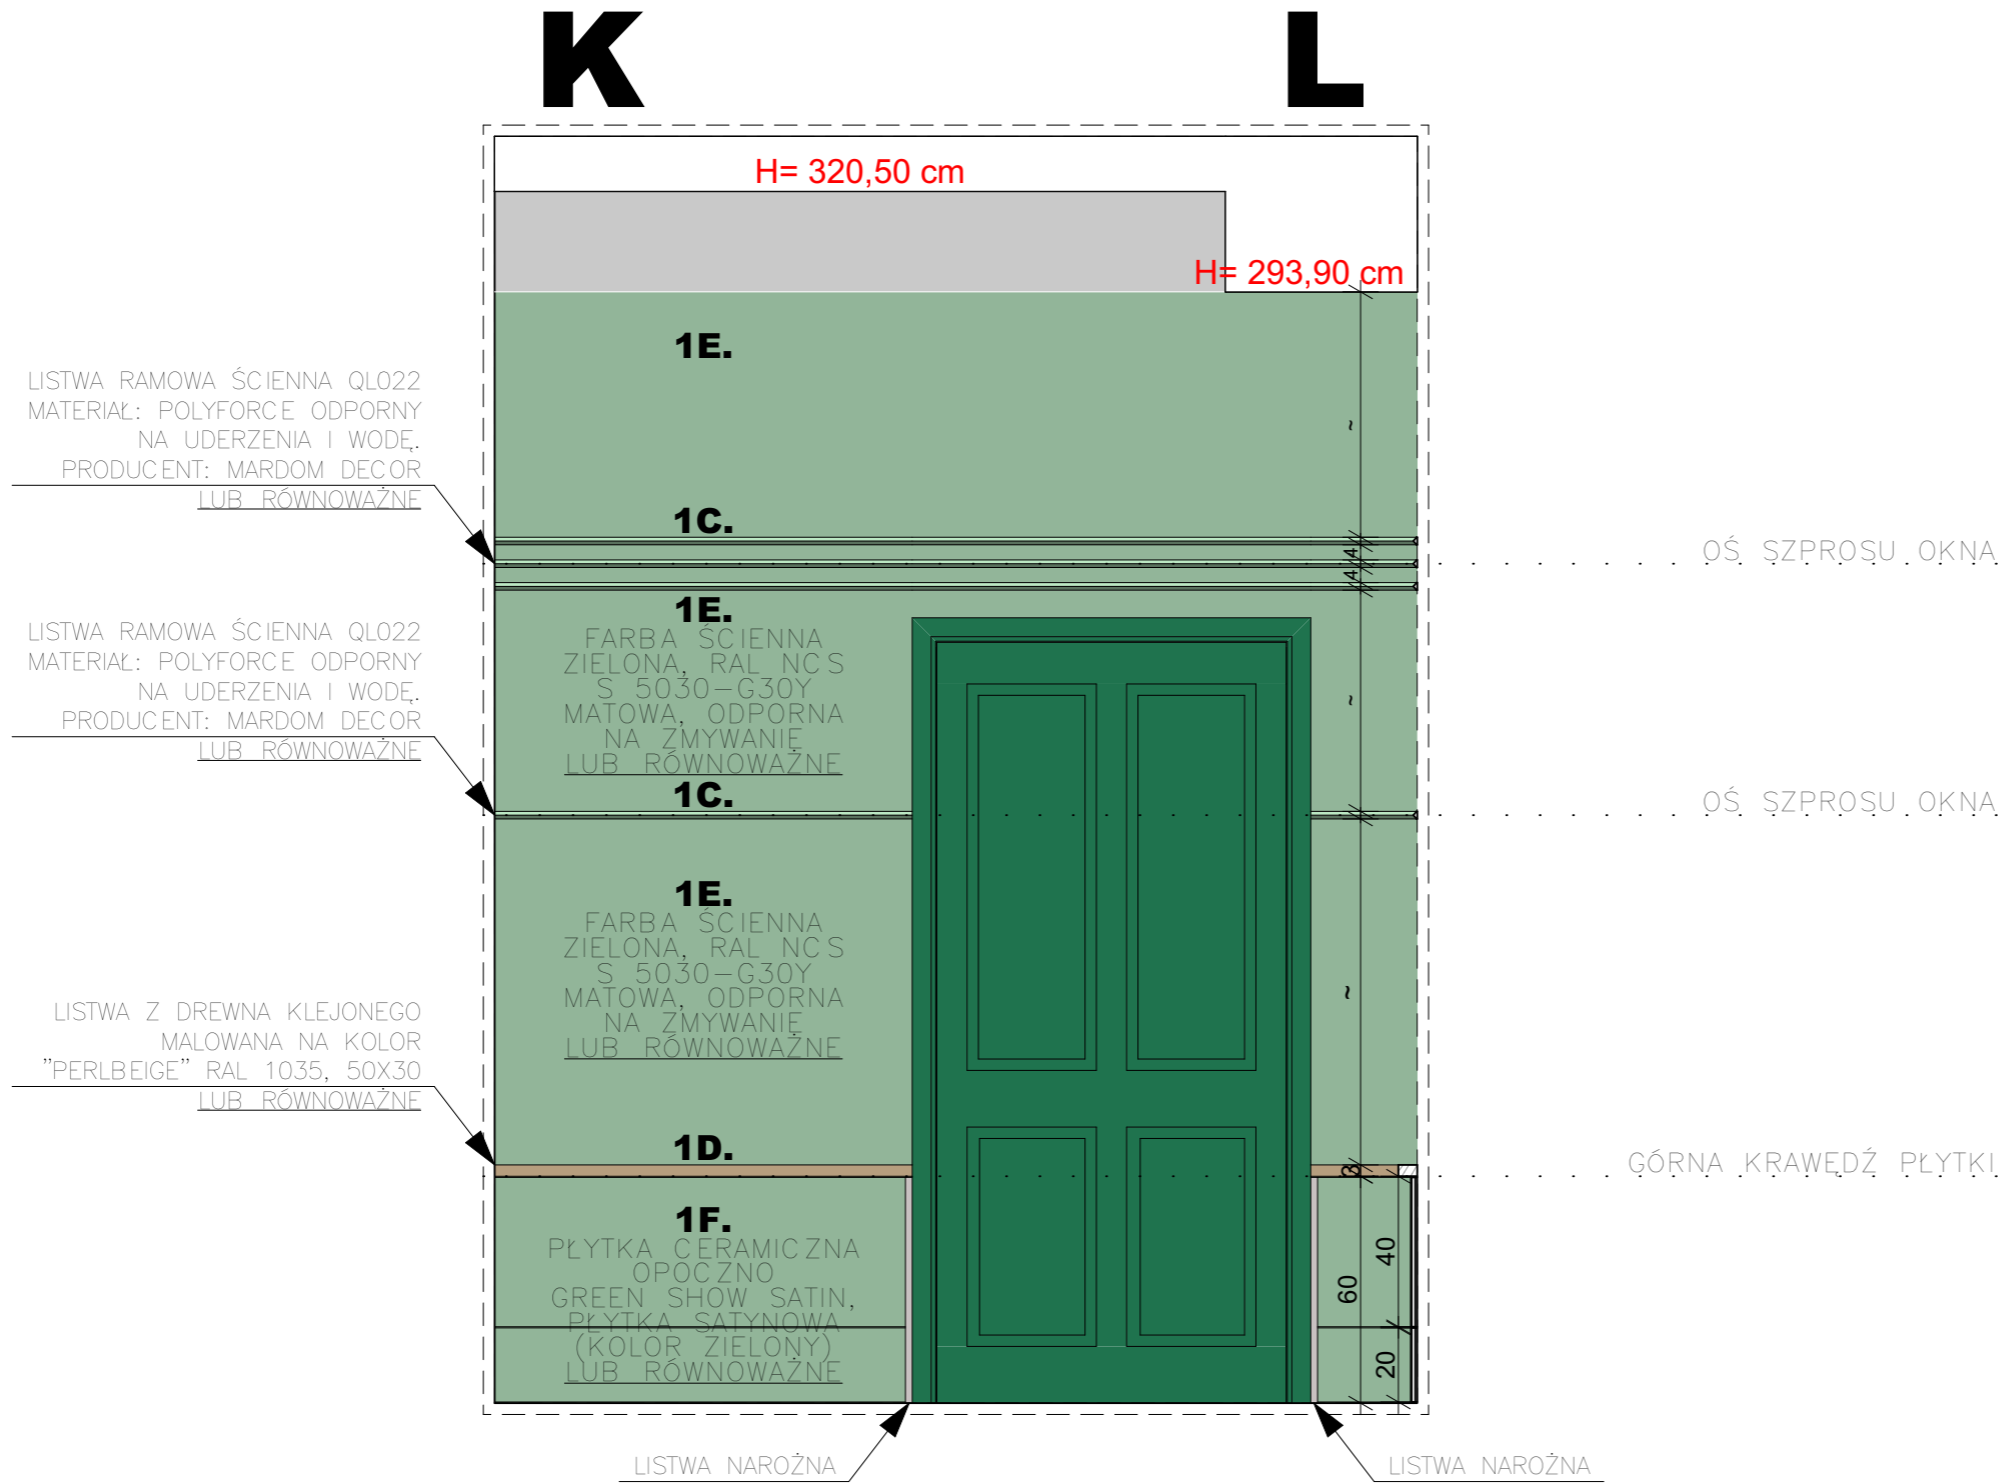 K
L
H= 320,50 cm
H= 293,90 cm
1E.
~
LISTWA RAMOWA ŚCIENNA QL022
MATERIAŁ: POLYFORCE ODPORNY
NA UDERZENIA I WODĘ.
PRODUCENT: MARDOM DECOR
LUB RÓWNOWAŻNE
1C.
4
4
OŚ SZPROSU OKNA
LISTWA RAMOWA ŚCIENNA QL022
MATERIAŁ: POLYFORCE ODPORNY
NA UDERZENIA I WODĘ.
PRODUCENT: MARDOM DECOR
LUB RÓWNOWAŻNE
1E.
FARBA ŚCIENNA
ZIELONA, RAL NCS
S 5030-G30Y
MATOWA, ODPORNA
NA ZMYWANIE
LUB RÓWNOWAŻNE
~
1C.
OŚ SZPROSU OKNA
1E.
FARBA ŚCIENNA
ZIELONA, RAL NCS
S 5030-G30Y
MATOWA, ODPORNA
NA ZMYWANIE
LUB RÓWNOWAŻNE
~
LISTWA Z DREWNA KLEJONEGO
MALOWANA NA KOLOR
"PERLBEIGE" RAL 1035, 50X30
LUB RÓWNOWAŻNE
1D.
3
GÓRNA KRAWĘDŹ PŁYTKI
1F.
PŁYTKA CERAMICZNA
OPOCZNO
GREEN SHOW SATIN,
PŁYTKA SATYNOWA
(KOLOR ZIELONY)
LUB RÓWNOWAŻNE
60
40
20
LISTWA NAROŻNA
LISTWA NAROŻNA